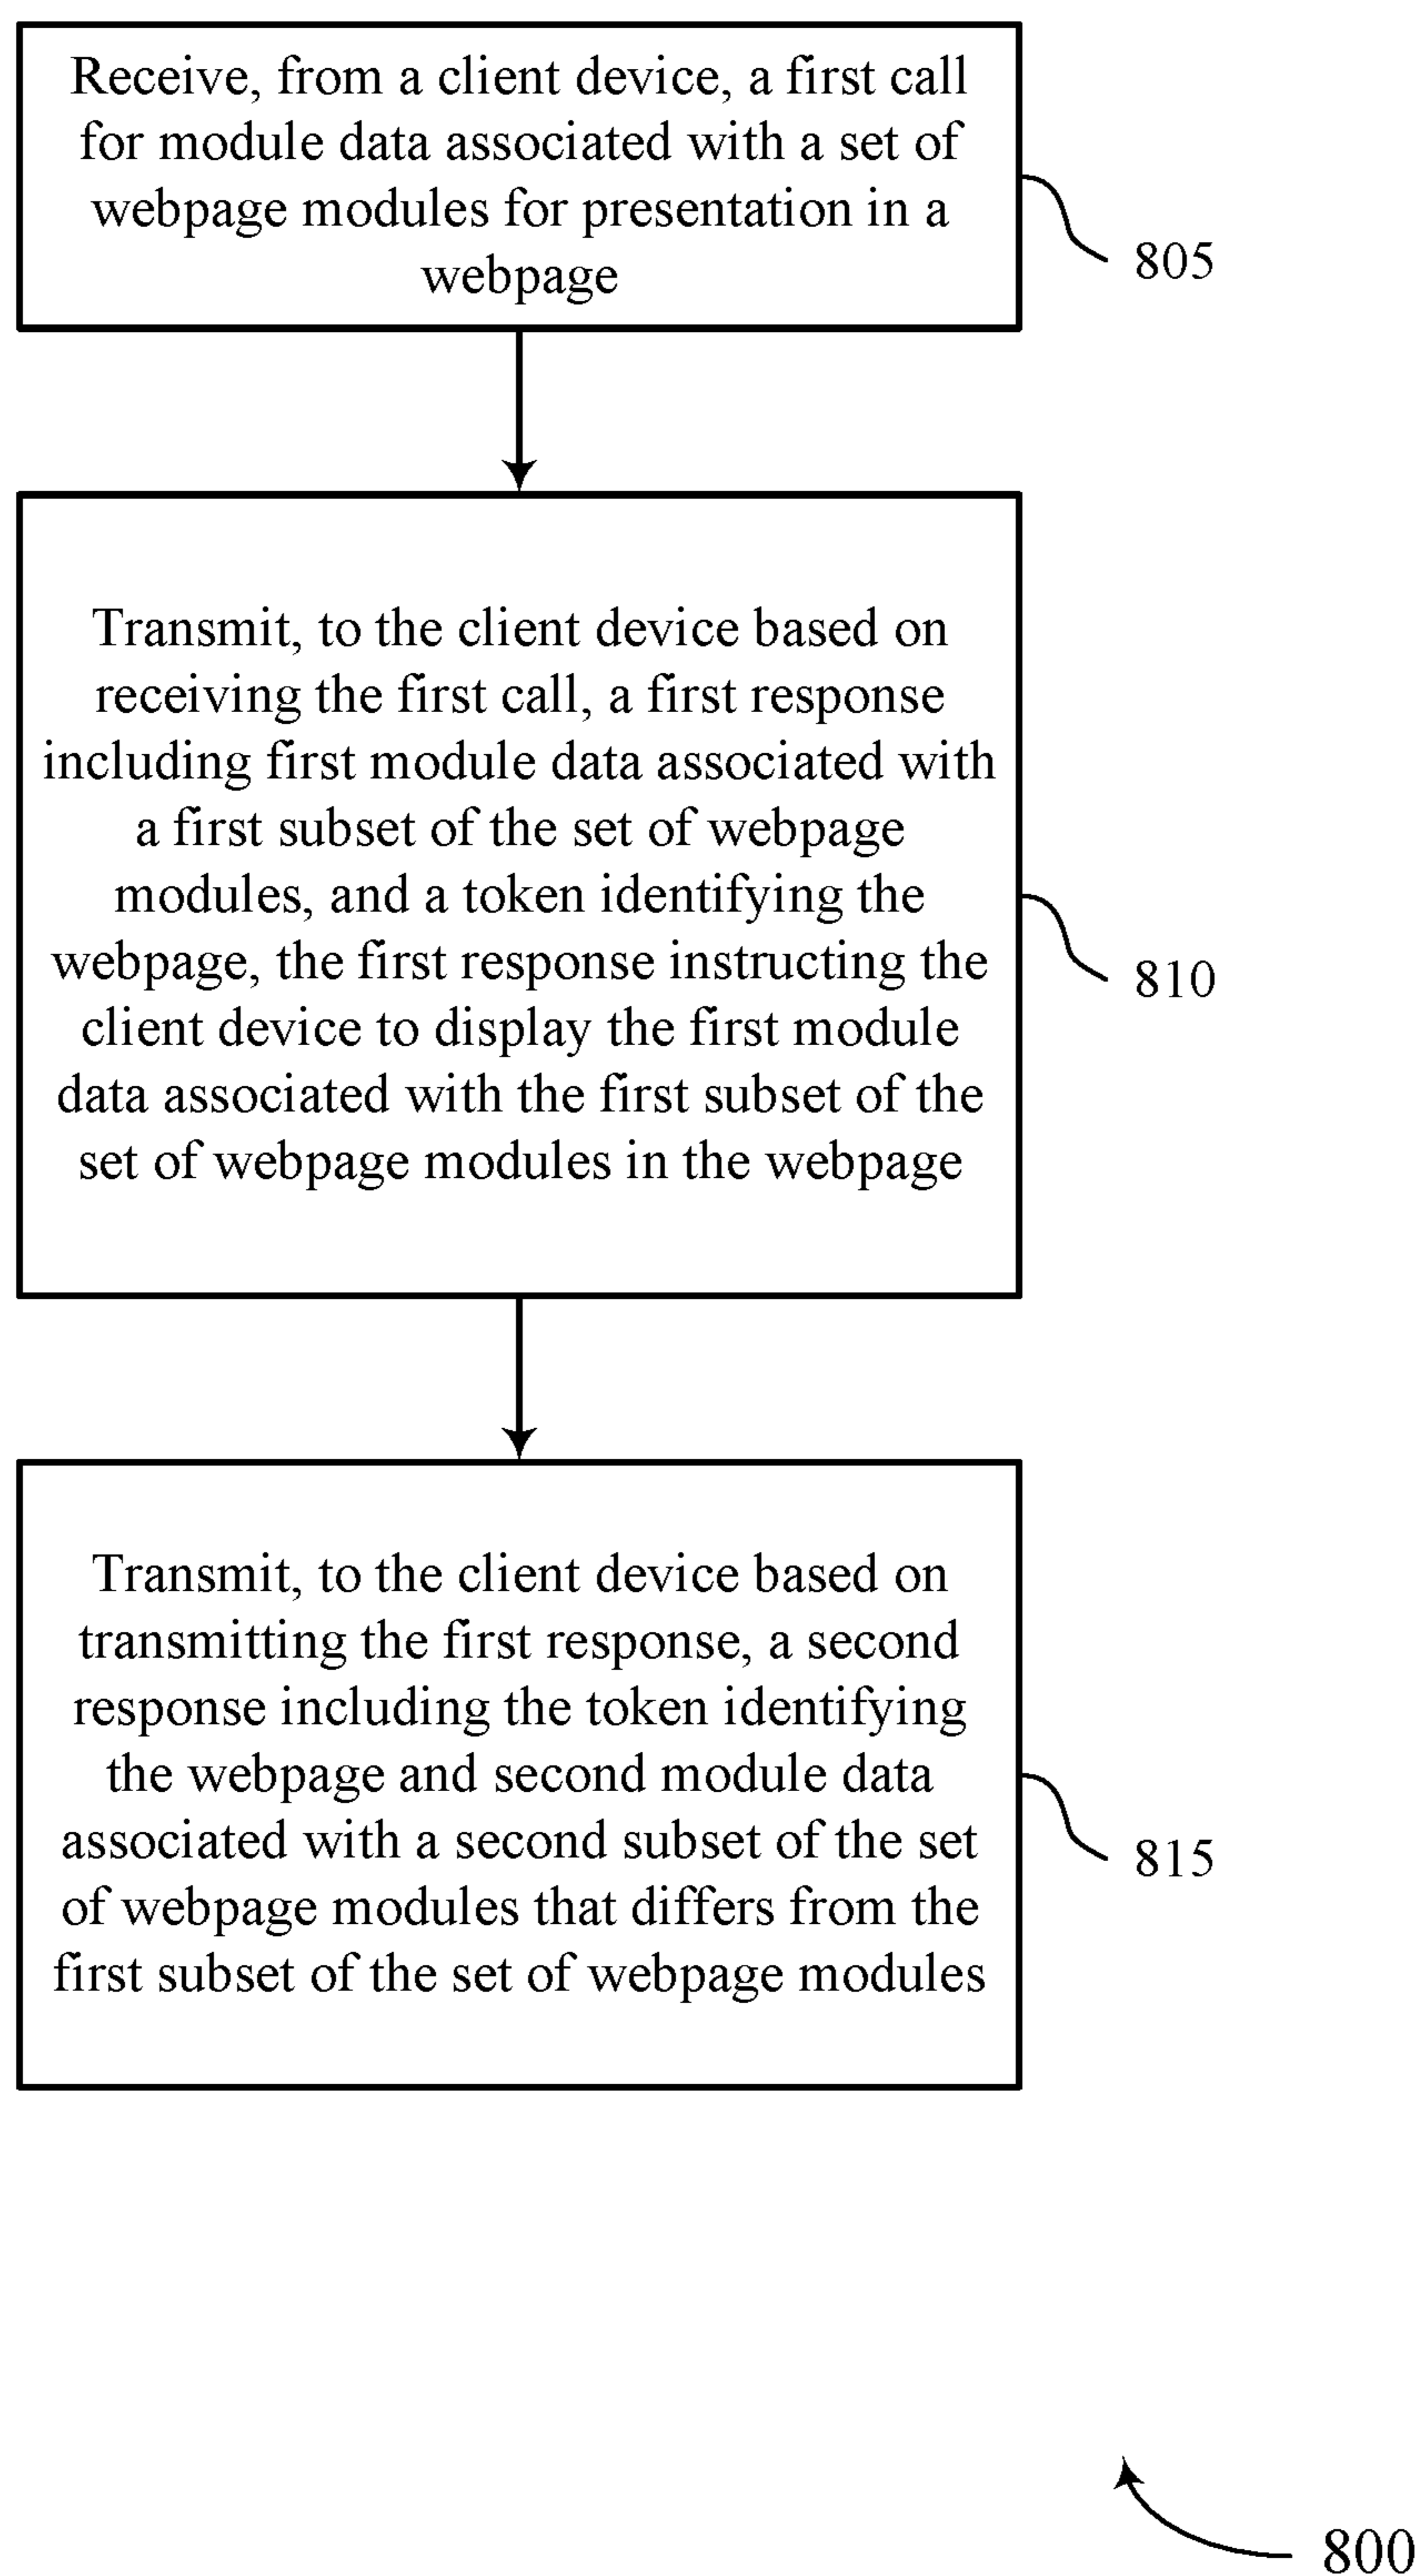 Receive, from a client device, a first call
for module data associated with a set of
webpage modules for presentation in a
webpage
805
Transmit, to the client device based on
receiving the first call, a first response
including first module data associated with
a first subset of the set of webpage
modules, and a token identifying the
webpage, the first response instructing the
client device to display the first module
data associated with the first subset of the
set of webpage modules in the webpage
810
Transmit, to the client device based on
transmitting the first response, a second
response including the token identifying
the webpage and second module data
associated with a second subset of the set
of webpage modules that differs from the
first subset of the set of webpage modules
815
800